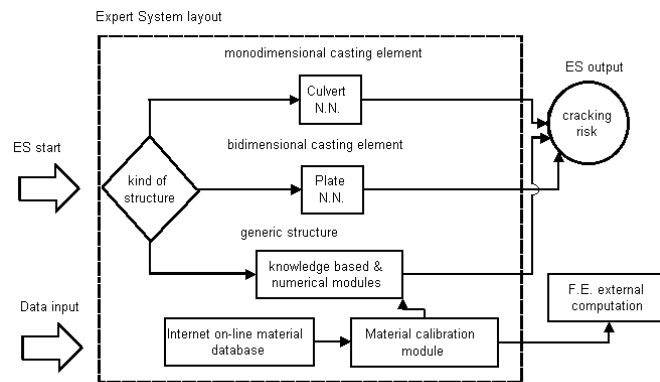 Expert System layout
monodimensional casting element
ES output
Culvert
N.N.
cracking
risk
ES start
bidimensional casting element
kind of
structure
Plate
N.N.
generic structure
knowledge based &
numerical modules
F.E. external
computation
Data input
Internet on-line material
database
Material calibration
module